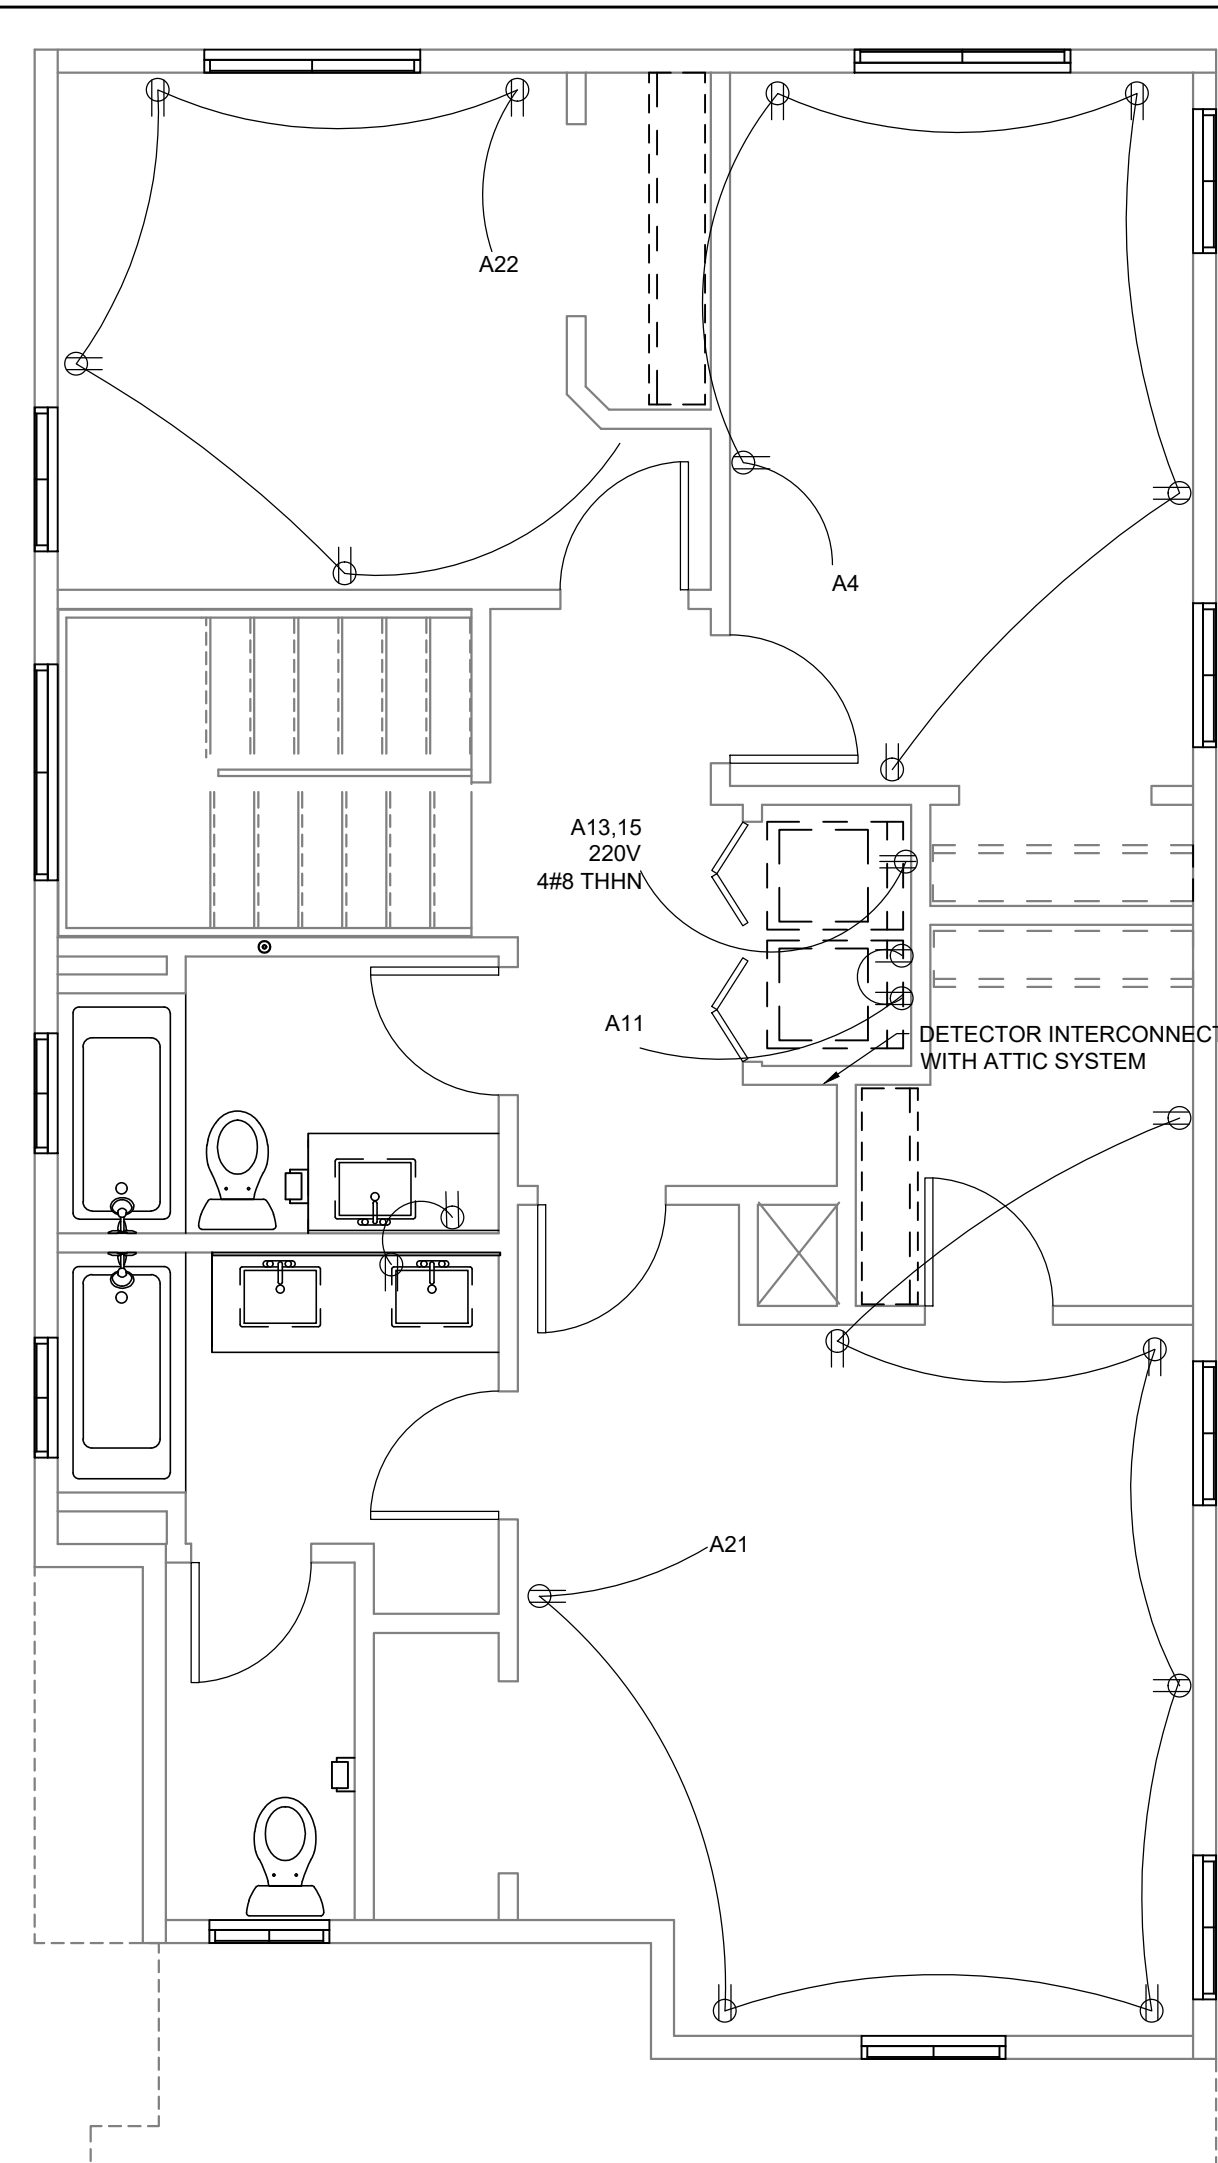 A22
A4
A13,15
220V
4#8 THHN
A11
DETECTOR INTERCONNECT
WITH ATTIC SYSTEM
A21